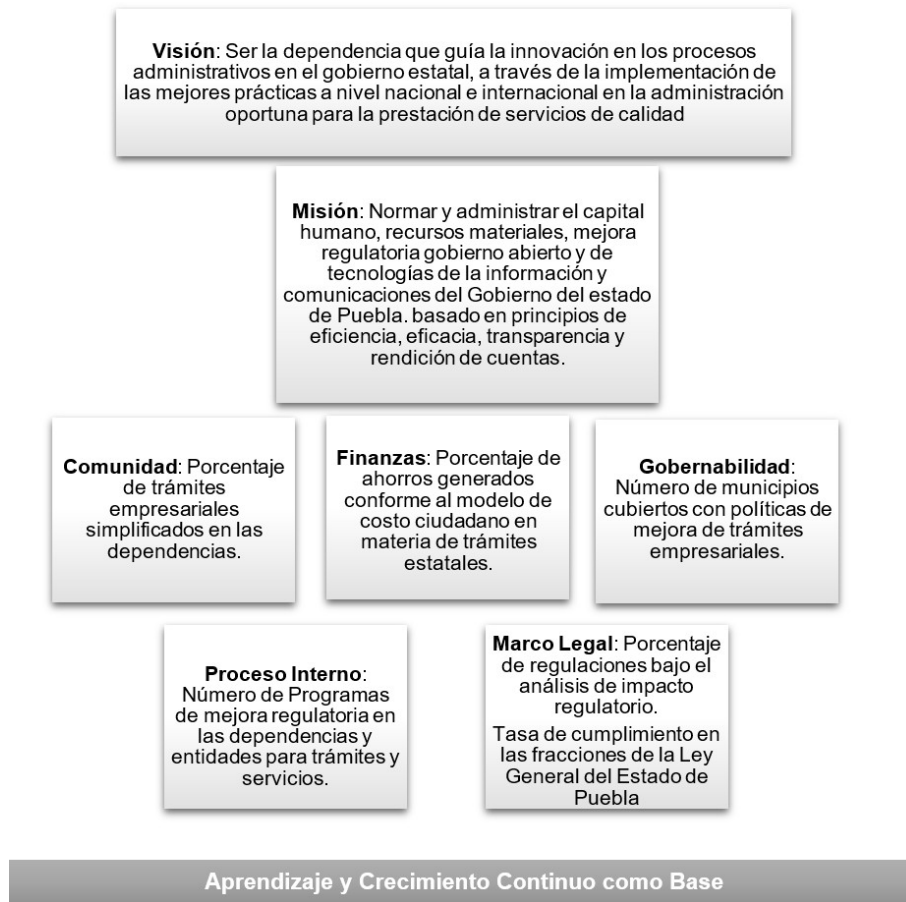 Visión: Ser la dependencia que guía la innovación en los procesos
administrativos en el gobierno estatal, a través de la implementación de
las mejores prácticas a nivel nacional e internacional en la administración
oportuna para la prestación de servicios de calidad
Misión: Normar y administrar el capital
humano, recursos materiales, mejora
regulatoria gobierno abierto y de
tecnologías de la información y
comunicaciones del Gobierno del estado
de Puebla. basado en principios de
eficiencia, eficacia, transparencia y
rendición de cuentas.
Comunidad: Porcentaje
de trámites
empresariales
simplificados en las
dependencias.
Finanzas: Porcentaje de
ahorros generados
conforme al modelo de
costo ciudadano en
materia de trámites
estatales.
Gobernabilidad:
Número de municipios
cubiertos con políticas de
mejora de trámites
empresariales.
Proceso Interno:
Número de Programas
de mejora regulatoria en
las dependencias y
entidades para trámites y
servicios.
Marco Legal: Porcentaje
de regulaciones bajo el
análisis de impacto
regulatorio.
Tasa de cumplimiento en
las fracciones de la Ley
General del Estado de
Puebla
Aprendizaje y Crecimiento Continuo como Base